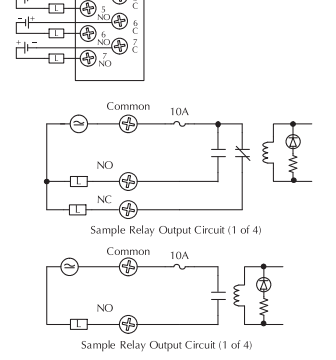 C
5
NO
6
C
6
NO
7
C
7
NO
L
L
L
Common
10A
NO
L
NC
L
Sample Relay Output Circuit (1 of 4)
Common
10A
NO
L
Sample Relay Output Circuit (1 of 4)